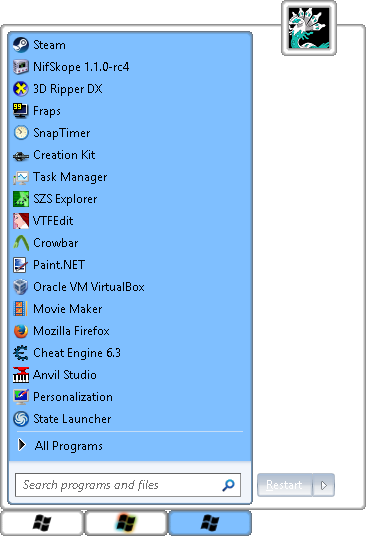 Steam
NifSkope 1.1.0-rc4
3D Ripper DX
99
Fraps
SnapTimer
Creation Kit
Task Manager
SZS Explorer
VTFEdit
Crowbar
Paint.NET
Oracle VM VirtualBox
Movie Maker
Mozilla Firefox
Cheat Engine 6.3
Anvil Studio
Personalization
State Launcher
All Programs
Search programs and files
Restart